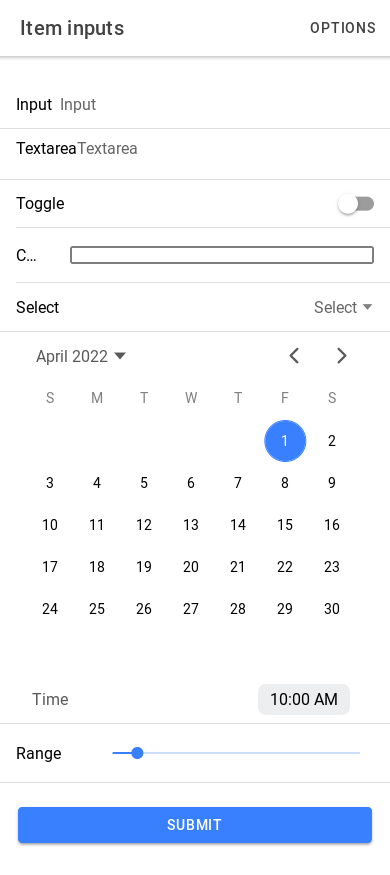 Item inputs OPTIONS
Input Input
Textarea Textarea
Toggle
C...
Select Select
April 2022
S M T W T F S
1 2
3 4 5 6 7 8 9
10 11 12 13 14 15 16
17 18 19 20 21 22 23
24 25 26 27 28 29 30
Time 10:00 AM
Range
SUBMIT